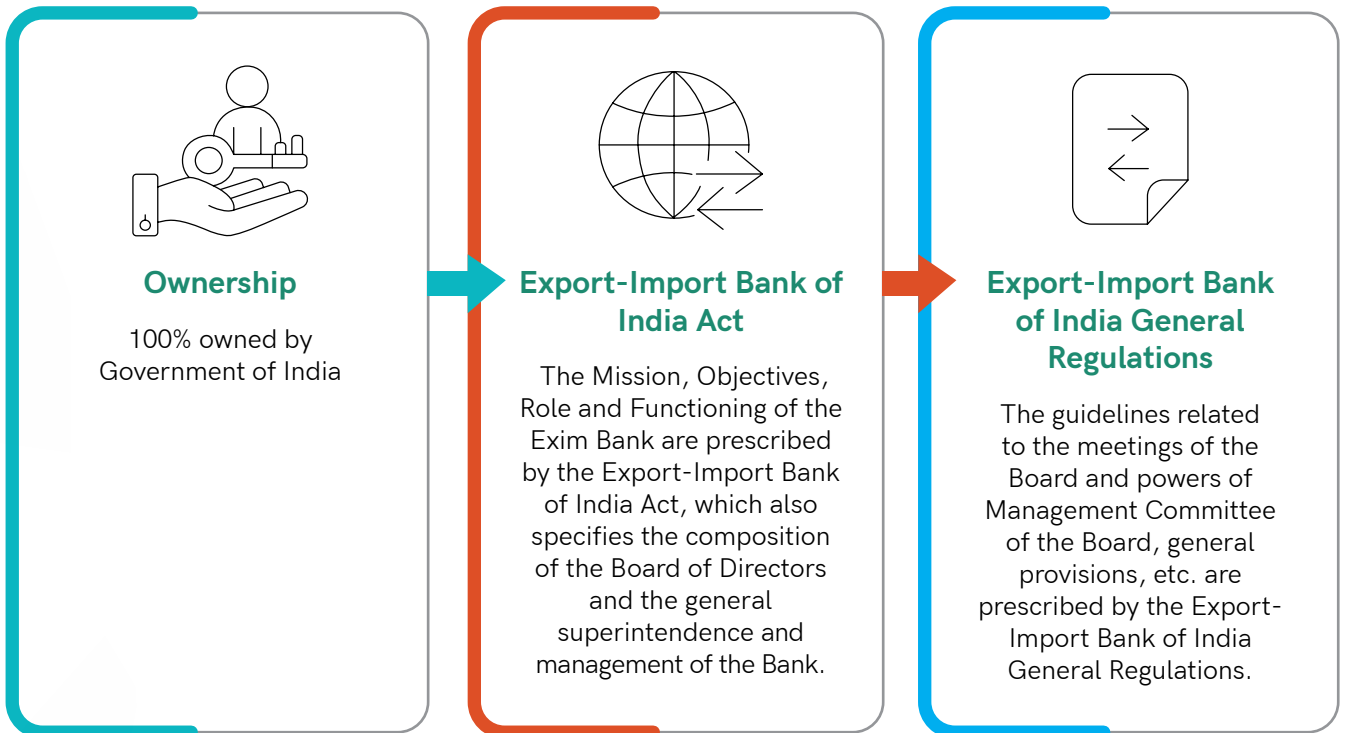 Ownership
100% owned by
Government of India
Export-Import Bank of
India Act
The Mission, Objectives,
Role and Functioning of the
Exim Bank are prescribed
by the Export-Import Bank
of India Act, which also
specifies the composition
of the Board of Directors
and the general
superintendence and
management of the Bank.
Export-Import Bank
of India General
Regulations
The guidelines related
to the meetings of the
Board and powers of
Management Committee
of the Board, general
provisions, etc. are
prescribed by the Export-
Import Bank of India
General Regulations.